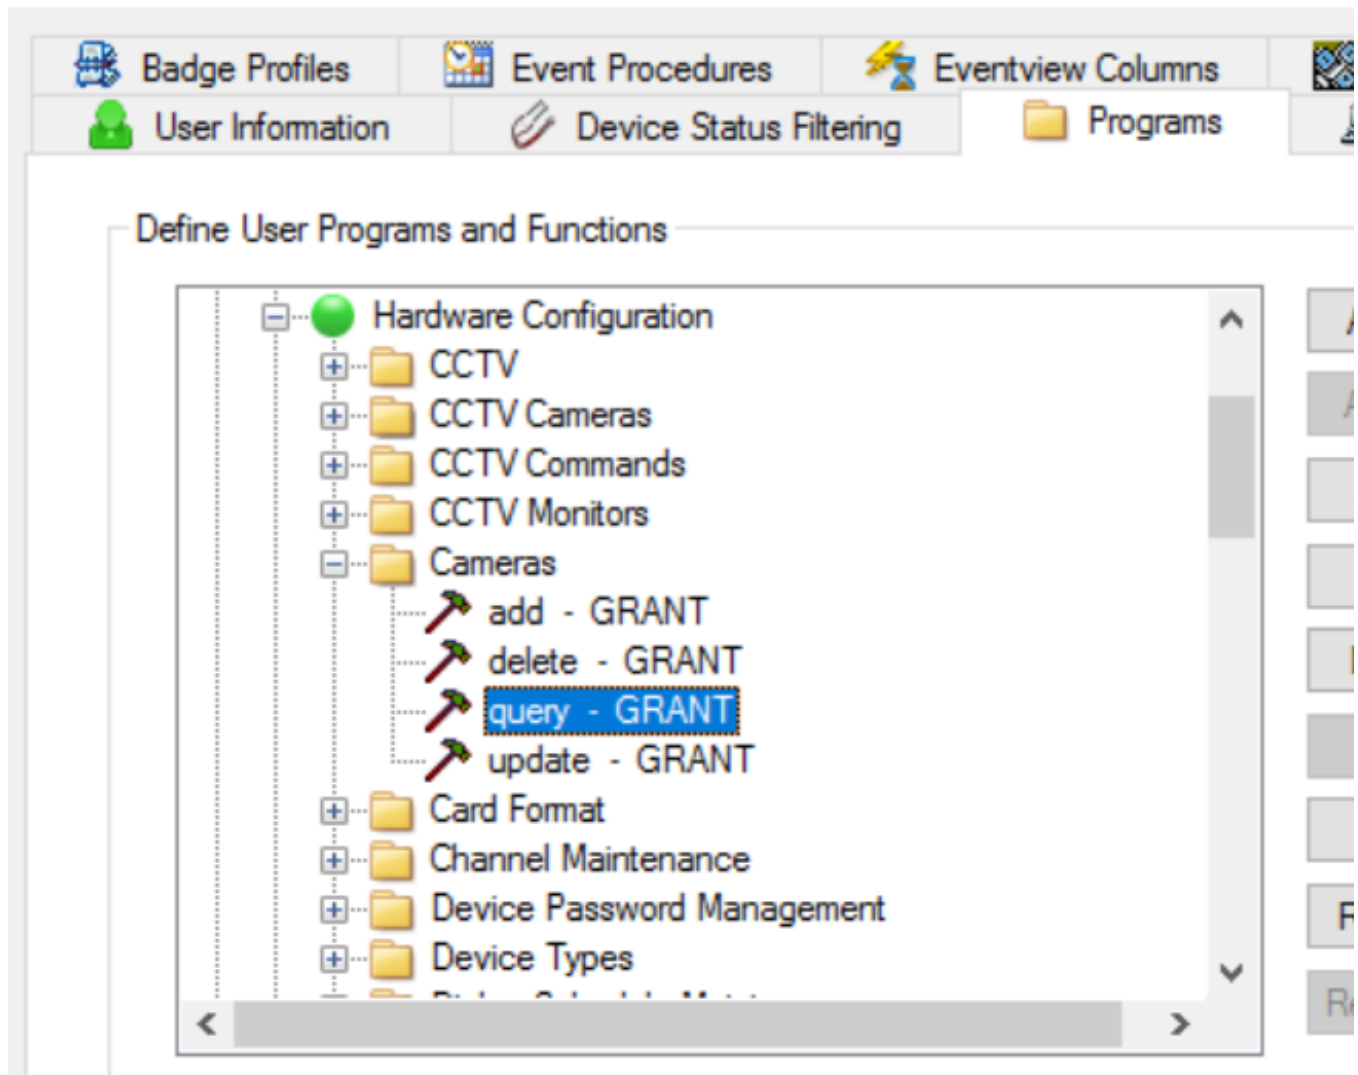 Badge Profiles Event Procedures Eventview Columns
User Information Device Status Filtering Programs
Define User Programs and Functions
Hardware Configuration
CCTV
CCTV Cameras
CCTV Commands
CCTV Monitors
Cameras
add - GRANT
delete - GRANT
query - GRANT
update - GRANT
Card Format
Channel Maintenance
Device Password Management
Device Types